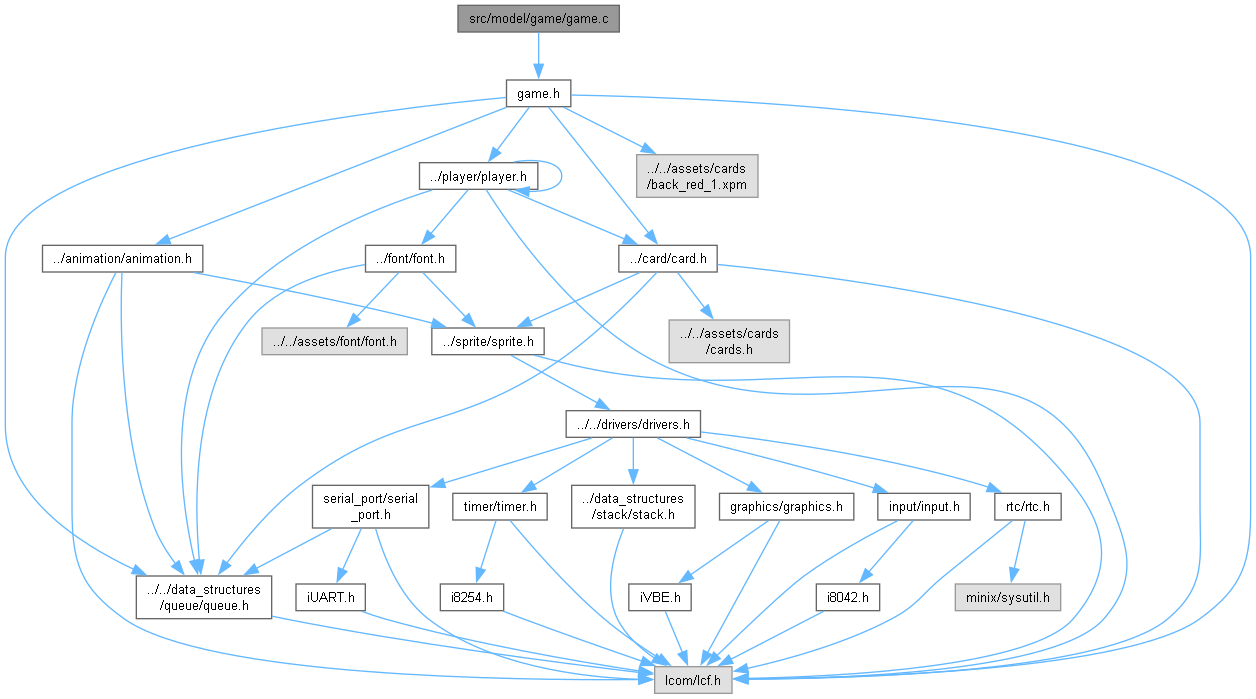 src/model/game/game.c
game.h
../../assets/cards
/back_red_1.xpm
../player/player.h
../animation/animation.h
../font/font.h
../card/card.h
../../assets/font/font.h
../sprite/sprite.h
../../assets/cards
/cards.h
../../drivers/drivers.h
serial_port/serial
_port.h
timer/timer.h
../data_structures
/stack/stack.h
graphics/graphics.h
input/input.h
rtc/rtc.h
../../data_structures
/queue/queue.h
iUART.h
i8254.h
iVBE.h
i8042.h
minix/sysutil.h
lcom/lcf.h